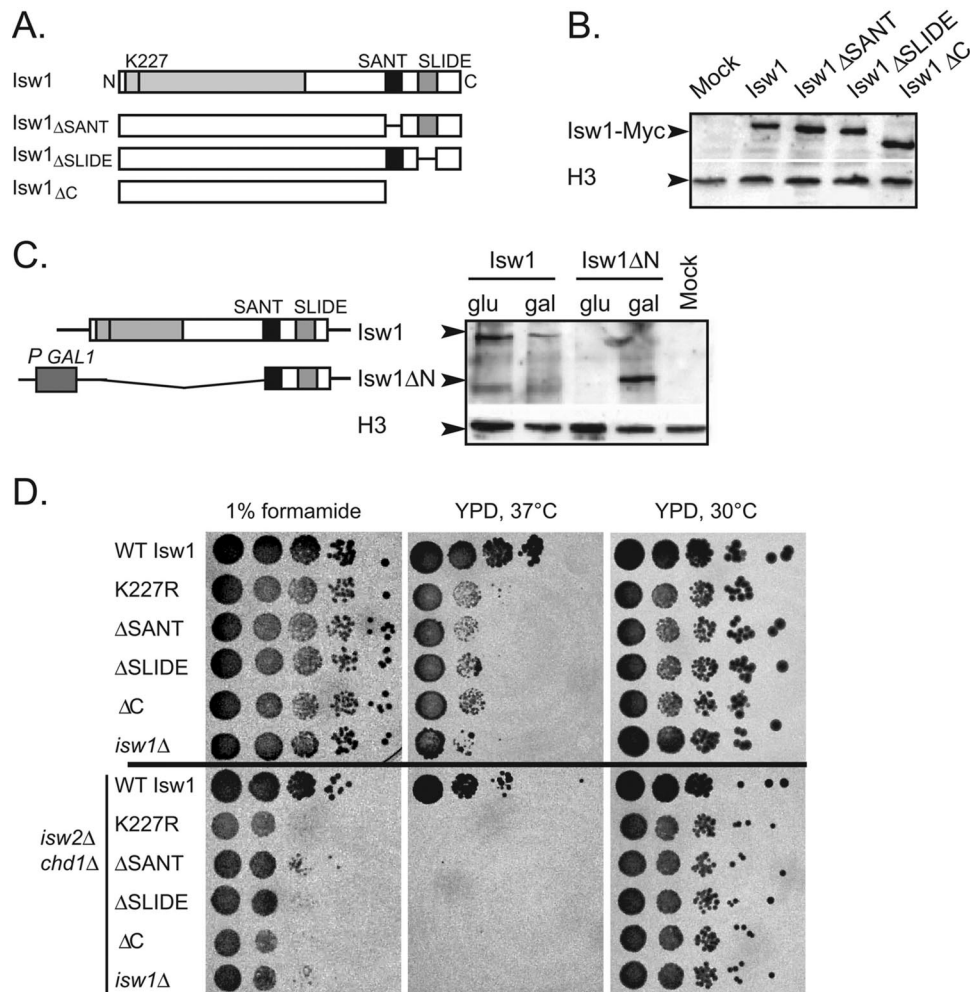 A.
K227
SANT
SLIDE
Isw1
N
C
Isw1ΔSANT
Isw1ΔSLIDE
Isw1ΔC
B.
Mock
Isw1
Isw1 ΔSANT
Isw1 ΔSLIDE
Isw1 ΔC
Isw1-Myc
H3
C.
SANT SLIDE
Isw1
P GAL1
Isw1ΔN
H3
Isw1
Isw1ΔN
Mock
glu gal glu gal
D.
1% formamide
YPD, 37°C
YPD, 30°C
WT Isw1
K227R
ΔSANT
ΔSLIDE
ΔC
isw1Δ
isw2Δ
chd1Δ
WT Isw1
K227R
ΔSANT
ΔSLIDE
ΔC
isw1Δ